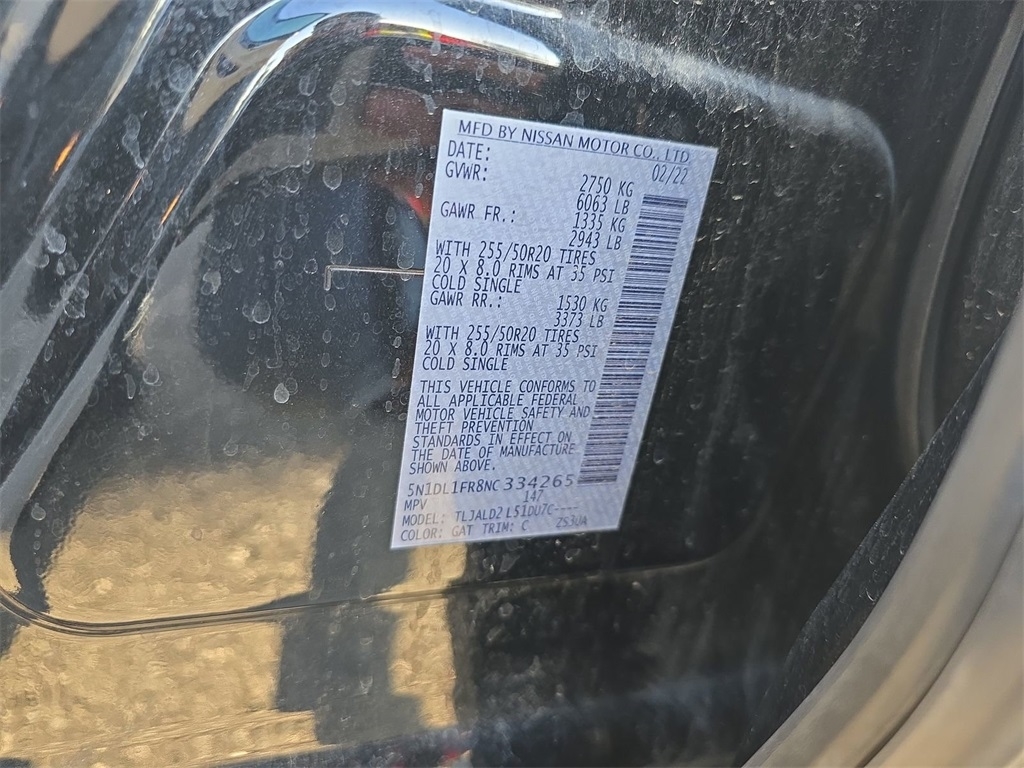 MFD BY NISSAN MOTOR CO., LTD
DATE: 02/22
GVWR: 2750 KG
6063 LB
GAWR FR.: 1335 KG
2943 LB
WITH 255/50R20 TIRES
20 X 8.0 RIMS AT 35 PSI
COLD SINGLE
GAWR RR.: 1530 KG
3373 LB
WITH 255/50R20 TIRES
20 X 8.0 RIMS AT 35 PSI
COLD SINGLE
THIS VEHICLE CONFORMS TO
ALL APPLICABLE FEDERAL
MOTOR VEHICLE SAFETY AND
THEFT PREVENTION
STANDARDS IN EFFECT ON
THE DATE OF MANUFACTURE
SHOWN ABOVE.
5N1DL1FR8NC334265
MPV 147
MODEL: TLJALD2 L51DU7C----
COLOR: GAT TRIM: C